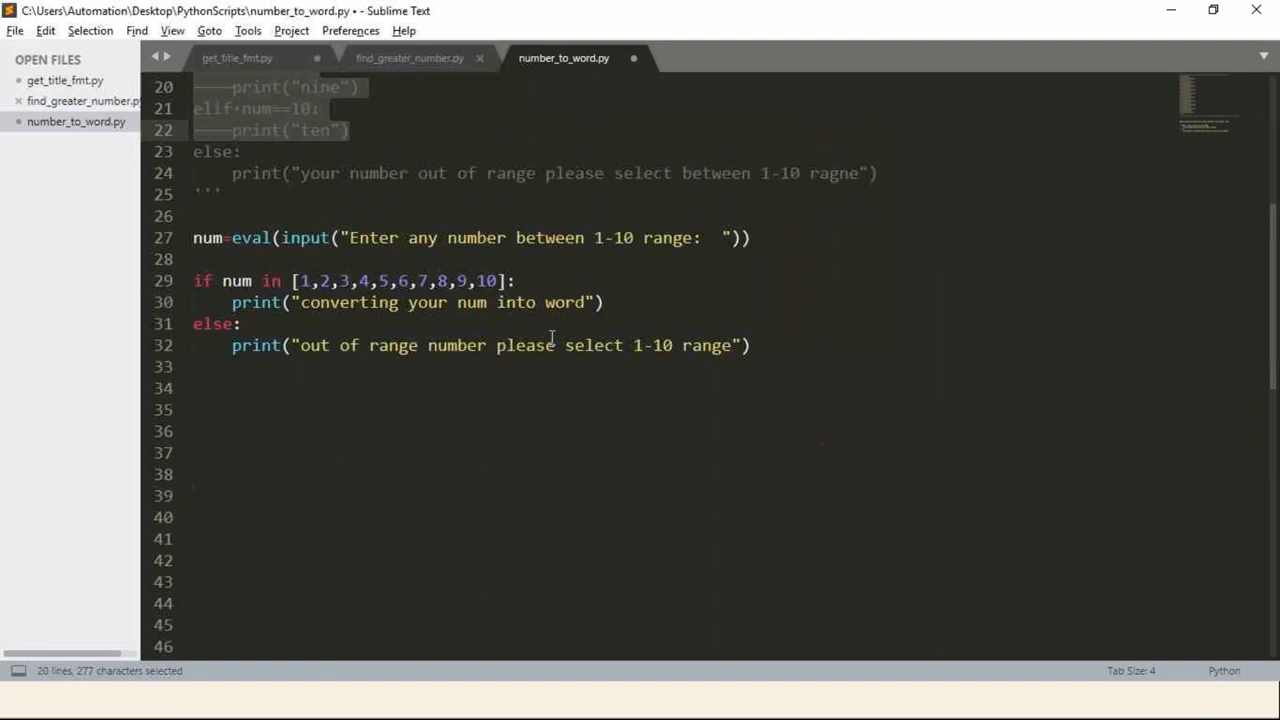 C:\Users\Automation\Desktop\PythonScripts\number_to_word.py • - Sublime Text
File Edit Selection Find View Goto Tools Project Preferences Help
OPEN FILES
get_title_fmt.py
find_greater_number.py
number_to_word.py
get_title_fmt.py find_greater_number.py number_to_word.py
20 print("nine")
21 elif num==10:
22 print("ten")
23 else:
24 print("your number out of range please select between 1-10 ragne")
25 '''
26
27 num=eval(input("Enter any number between 1-10 range:  "))
28
29 if num in [1,2,3,4,5,6,7,8,9,10]:
30 print("converting your num into word")
31 else:
32 print("out of range number please select 1-10 range")
33
34
35
36
37
38
39
40
41
42
43
44
45
46
20 lines, 277 characters selected Tab Size: 4 Python